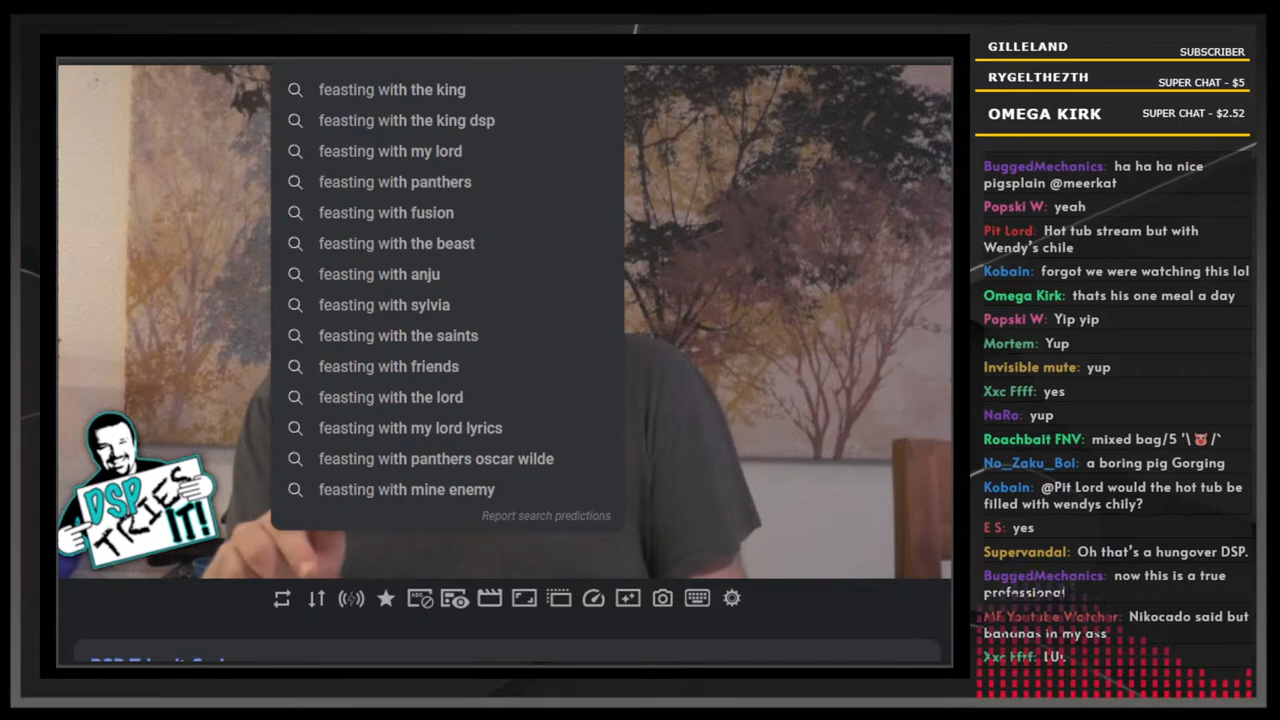 feasting with the king
feasting with the king dsp
feasting with my lord
feasting with panthers
feasting with fusion
feasting with the beast
feasting with anju
feasting with sylvia
feasting with the saints
feasting with friends
feasting with the lord
feasting with my lord lyrics
feasting with panthers oscar wilde
feasting with mine enemy
Report search predictions
DSP
TRIES
IT!
GILLELAND SUBSCRIBER
RYGELTHE7TH SUPER CHAT - $5
OMEGA KIRK SUPER CHAT - $2.52
BuggedMechanics: ha ha ha nice
pigsplain @meerkat
Popski W: yeah
Pit Lord: Hot tub stream but with
Wendy's chile
Kobain: forgot we were watching this lol
Omega Kirk: thats his one meal a day
Popski W: Yip yip
Mortem: Yup
Invisible mute: yup
Xxc Ffff: yes
NaRo: yup
Roachbait FNV: mixed bag/5 '\🐷/`
No_Zaku_Boi: a boring pig Gorging
Kobain: @Pit Lord would the hot tub be
filled with wendys chily?
E S: yes
Supervandal: Oh that's a hungover DSP.
BuggedMechanics: now this is a true
professional
MF Youtube Watcher: Nikocado said but
bananas in my ass
Xxc Ffff: